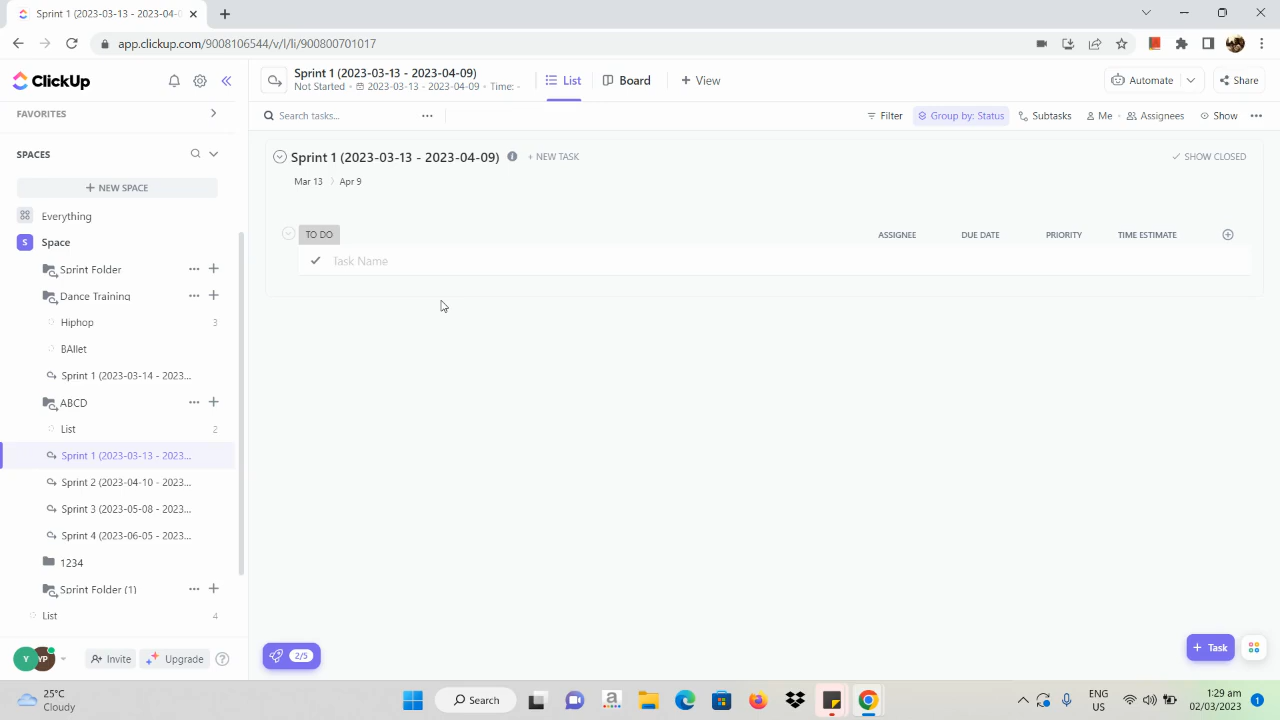 Sprint 1 (2023-03-13 - 2023-04-0
app.clickup.com/9008106544/v/l/li/900800701017
ClickUp
FAVORITES
SPACES
+ NEW SPACE
Everything
S Space
Sprint Folder
Dance Training
Hiphop 3
BAllet
Sprint 1 (2023-03-14 - 2023...
ABCD
List 2
Sprint 1 (2023-03-13 - 2023...
Sprint 2 (2023-04-10 - 2023...
Sprint 3 (2023-05-08 - 2023...
Sprint 4 (2023-06-05 - 2023...
1234
Sprint Folder (1)
List 4
Y YP Invite Upgrade ?
Sprint 1 (2023-03-13 - 2023-04-09)
Not Started • 2023-03-13 - 2023-04-09 • Time: -
List Board + View
Automate Share
Search tasks... ...
Filter Group by: Status Subtasks Me • Assignees Show ...
Sprint 1 (2023-03-13 - 2023-04-09) + NEW TASK SHOW CLOSED
Mar 13 > Apr 9
TO DO ASSIGNEE DUE DATE PRIORITY TIME ESTIMATE
Task Name
2/5
+ Task
25°C
Cloudy
Search
a
ENG
US
1:29 am
02/03/2023
1